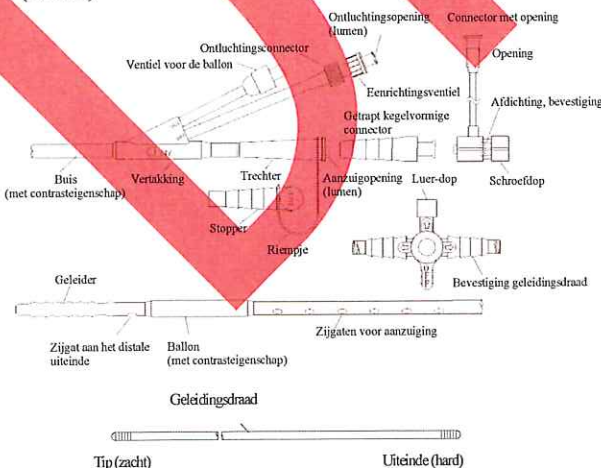 Ontluchtingsopening
(lumen)
Connector met opening
Ontluchtingsconnector
Opening
Ventiel voor de ballon
Eenrichtingsventiel
Afdichting, bevestiging
Getrapt kegelvormige
connector
Buis
(met contrasteigenschap)
Vertakking
Trechter
Aanzuigopening
(lumen)
Luer-dop
Schroefdop
Stopper
Riempje
Bevestiging geleidingsdraad
Geleider
Zijgat aan het distale
uiteinde
Ballon
(met contrasteigenschap)
Zijgaten voor aanzuiging
Geleidingsdraad
Tip (zacht)
Uiteinde (hard)